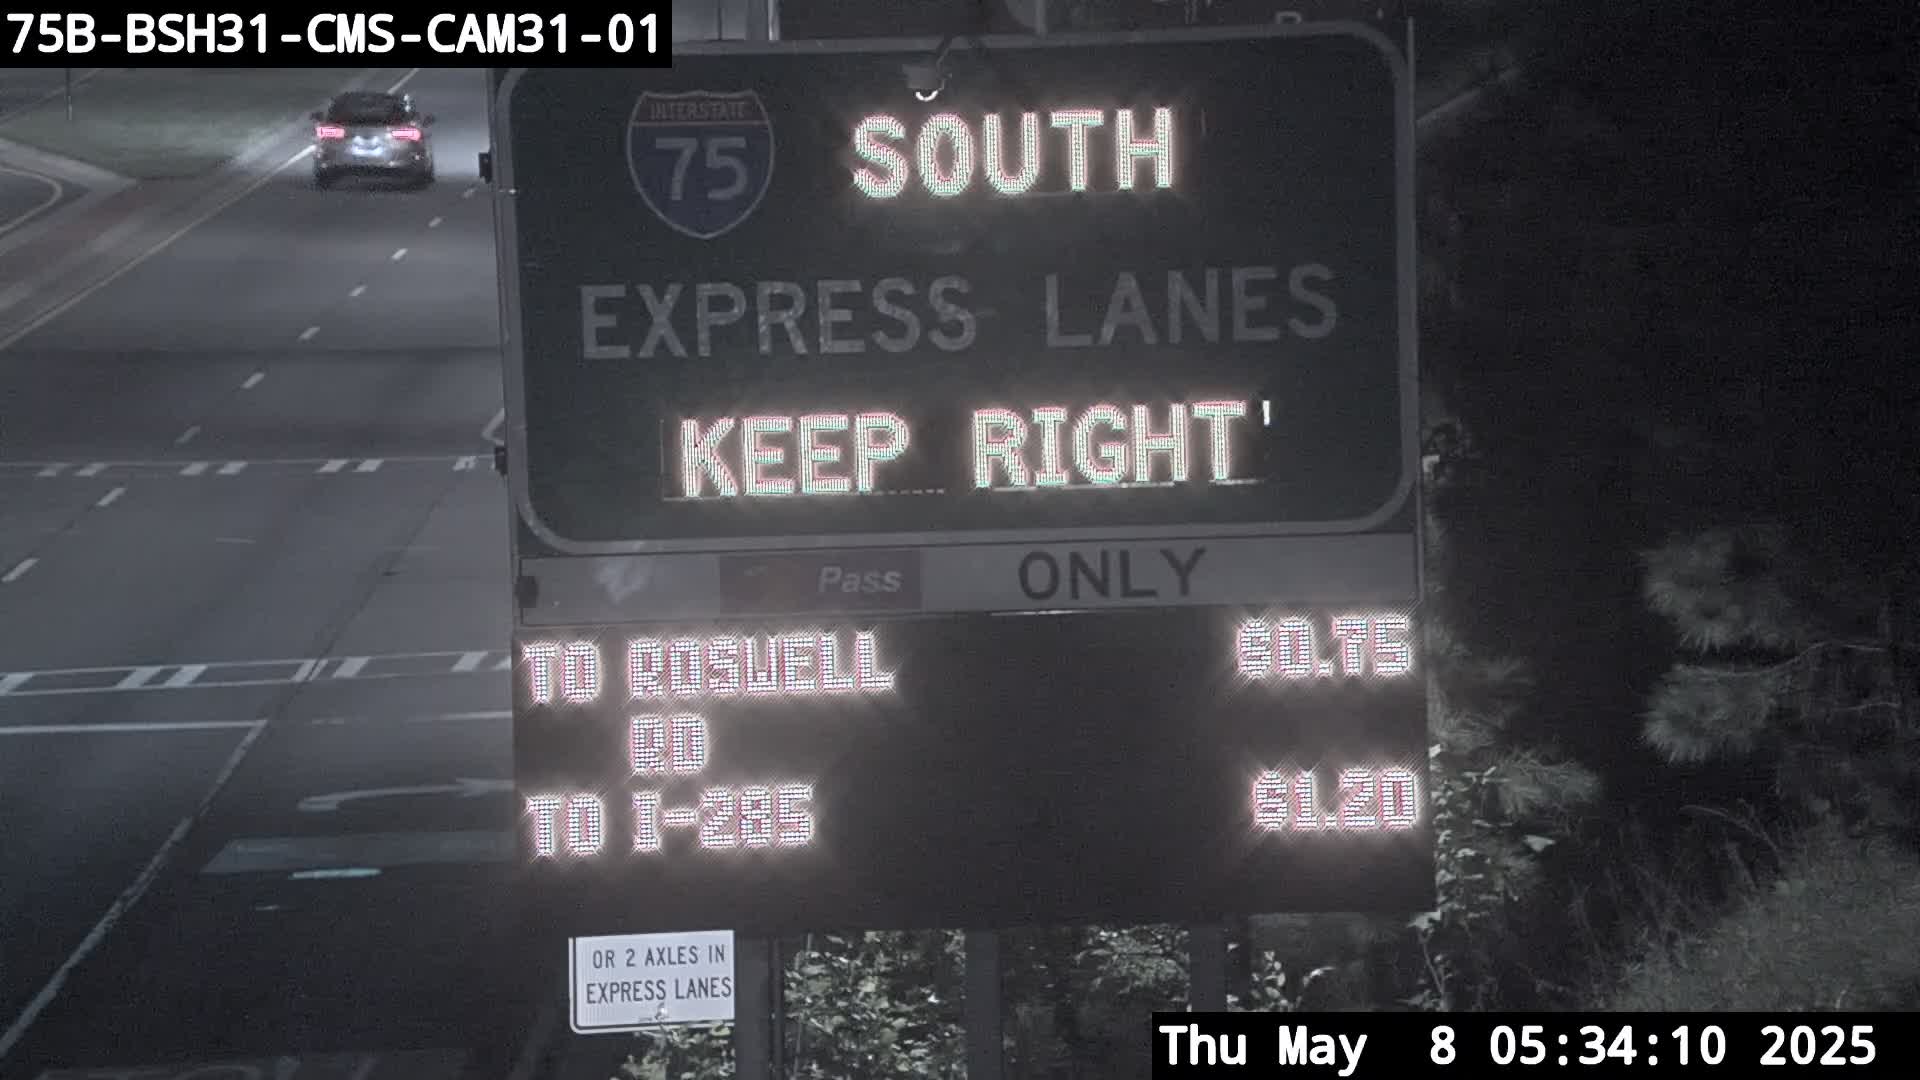 75B-BSH31-CMS-CAM31-01
INTERSTATE
75
SOUTH
EXPRESS LANES
KEEP RIGHT
Pass ONLY
TO ROSWELL $0.75
RD
TO I-285 $1.20
OR 2 AXLES IN
EXPRESS LANES
Thu May 8 05:34:10 2025